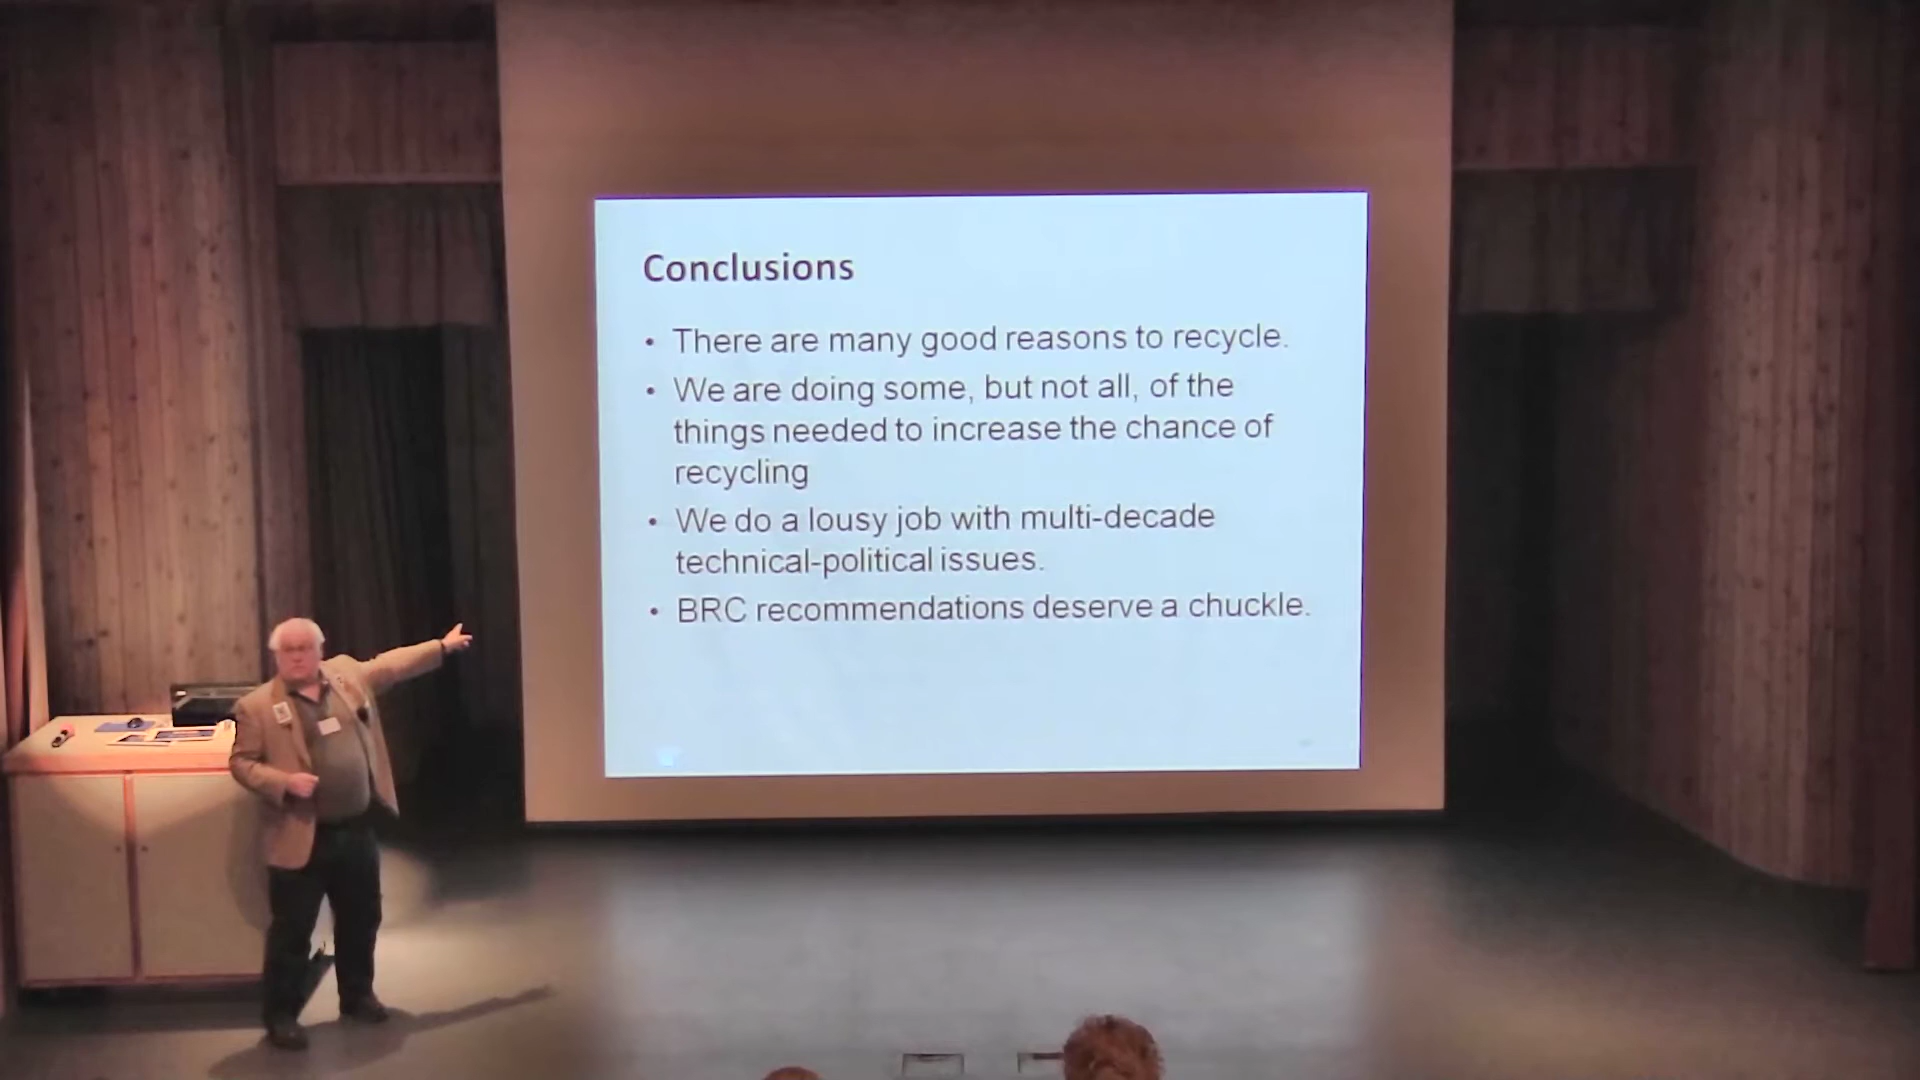 Conclusions
• There are many good reasons to recycle.
• We are doing some, but not all, of the
things needed to increase the chance of
recycling
• We do a lousy job with multi-decade
technical-political issues.
• BRC recommendations deserve a chuckle.